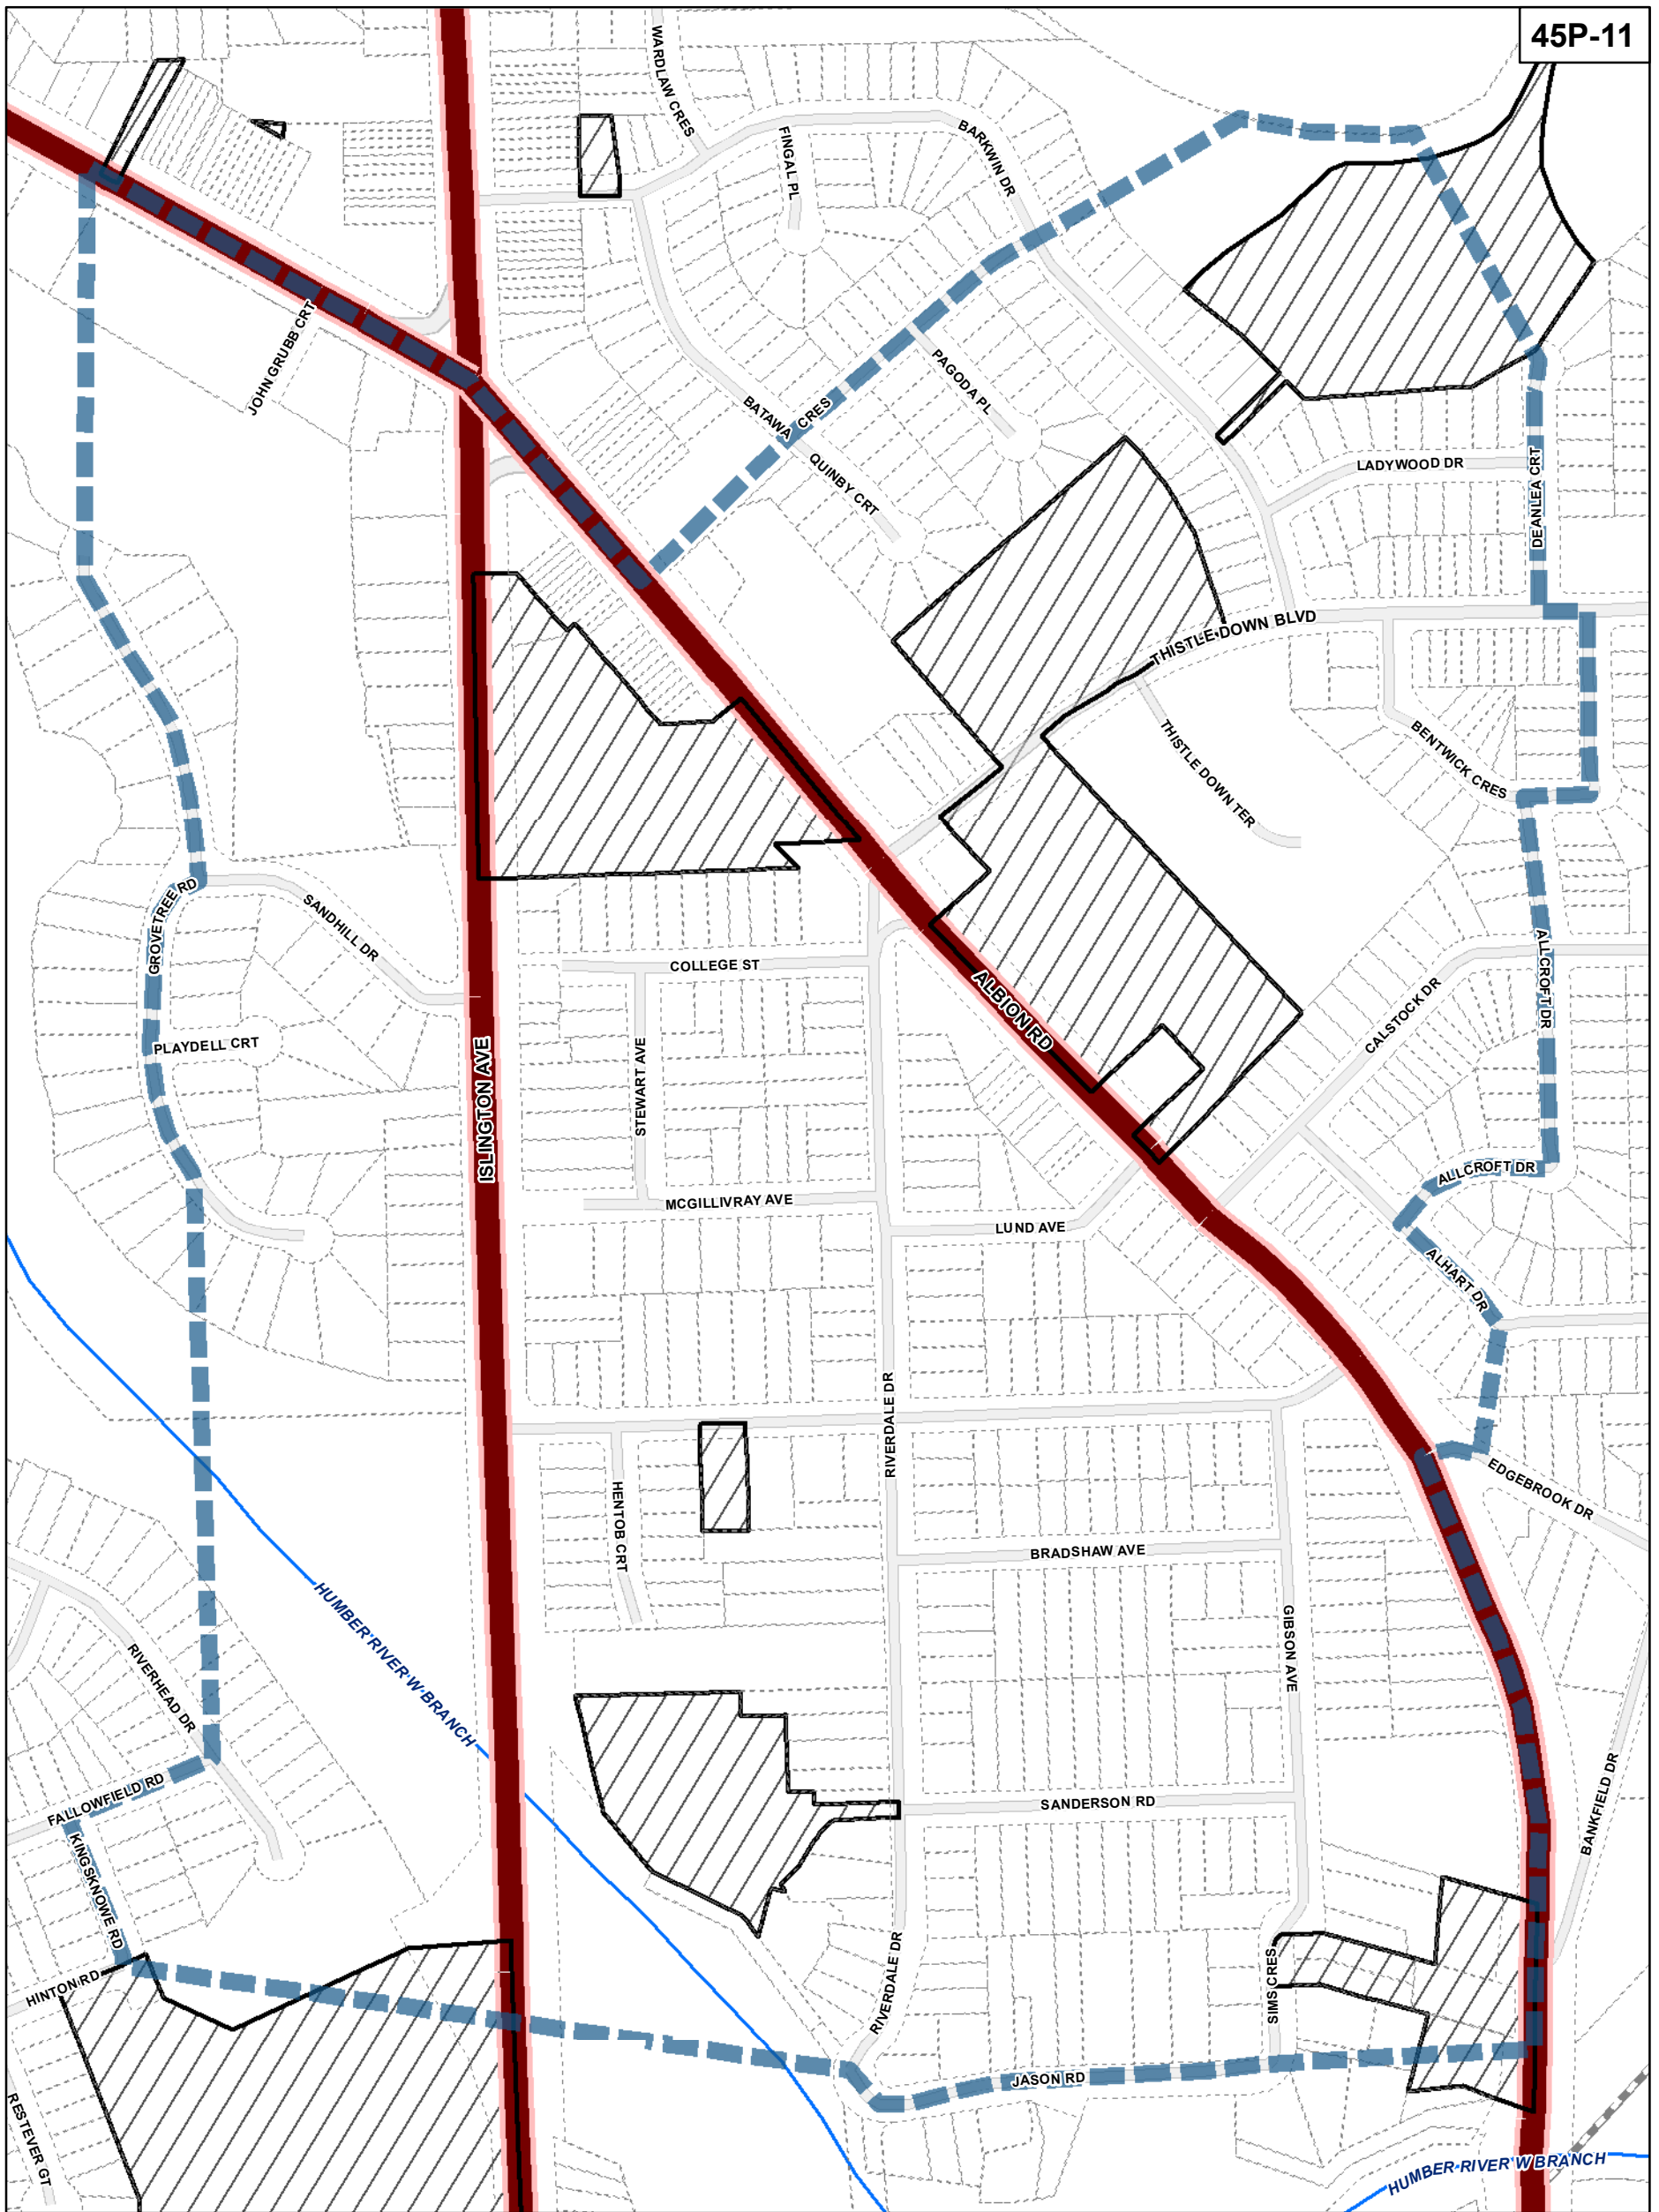 45P-11
WARDLAW CRES
FINGAL PL
BARKWIN DR
JOHN GRUBB CRT
PAGODA PL
BATAWA CRES
QUINBY CRT
LADYWOOD DR
DEANLEA CRT
THISTLE DOWN BLVD
THISTLE DOWN TER
BENTWICK CRES
GROVETREE RD
SANDHILL DR
COLLEGE ST
ALBION RD
ALLCROFT DR
CALSTOCK DR
PLAYDELL CRT
ISLINGTON AVE
STEWART AVE
ALLCROFT DR
MCGILLIVRAY AVE
LUND AVE
ALHART DR
RIVERDALE DR
HENTOB CRT
EDGEBROOK DR
BRADSHAW AVE
HUMBER RIVER W BRANCH
GIBSON AVE
RIVERHEAD DR
FALLOWFIELD RD
SANDERSON RD
BANKFIELD DR
KINGSKNOWE RD
HINTON RD
RIVERDALE DR
SIMS CRES
JASON RD
RESTEVER GT
HUMBER RIVER W BRANCH